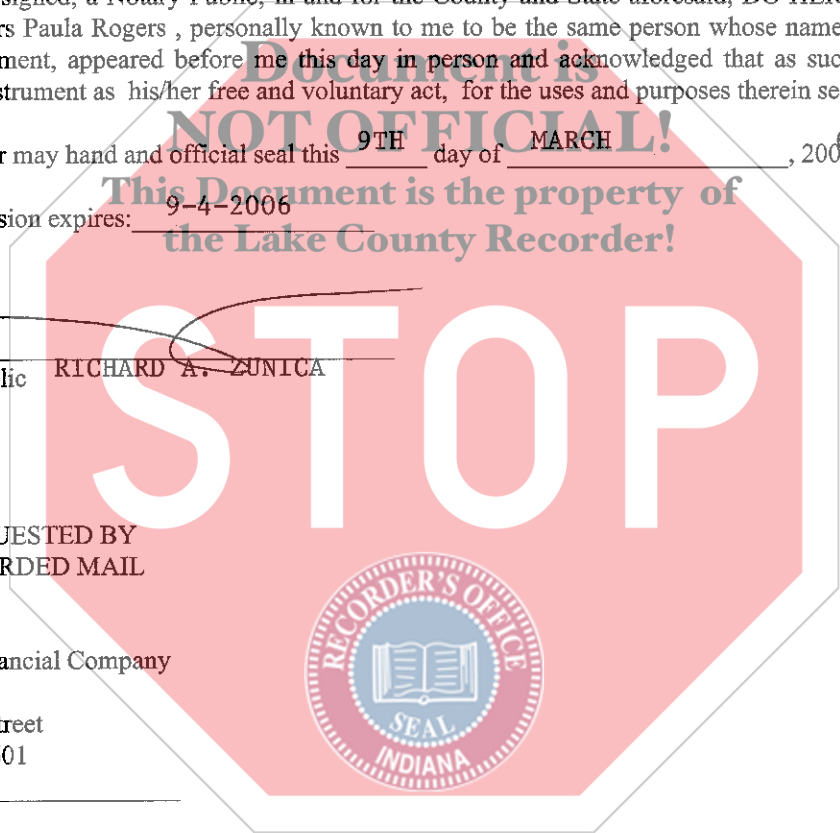 signed, a Notary Public, in and for the County and State aforesaid, DO HER
rs Paula Rogers , personally known to me to be the same person whose name
ment, appeared before me this day in person and acknowledged that as suc
strument as his/her free and voluntary act, for the uses and purposes therein se
Document is
NOT OFFICIAL!
This Document is the property of
the Lake County Recorder!
r may hand and official seal this 9TH day of MARCH , 200
sion expires: 9-4-2006
STOP
lic RICHARD A. ZUNICA
UESTED BY
RDED MAIL
ancial Company
treet
01
RECORDER'S OFFICE
SEAL
INDIANA